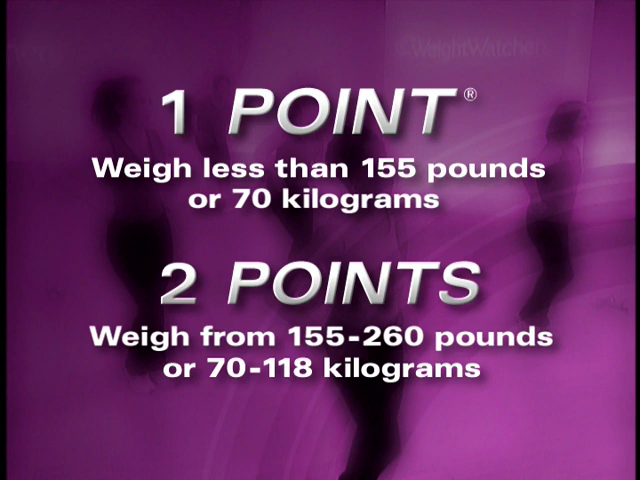 WeightWatchers
1 POINT®
Weigh less than 155 pounds
or 70 kilograms
2 POINTS
Weigh from 155-260 pounds
or 70-118 kilograms